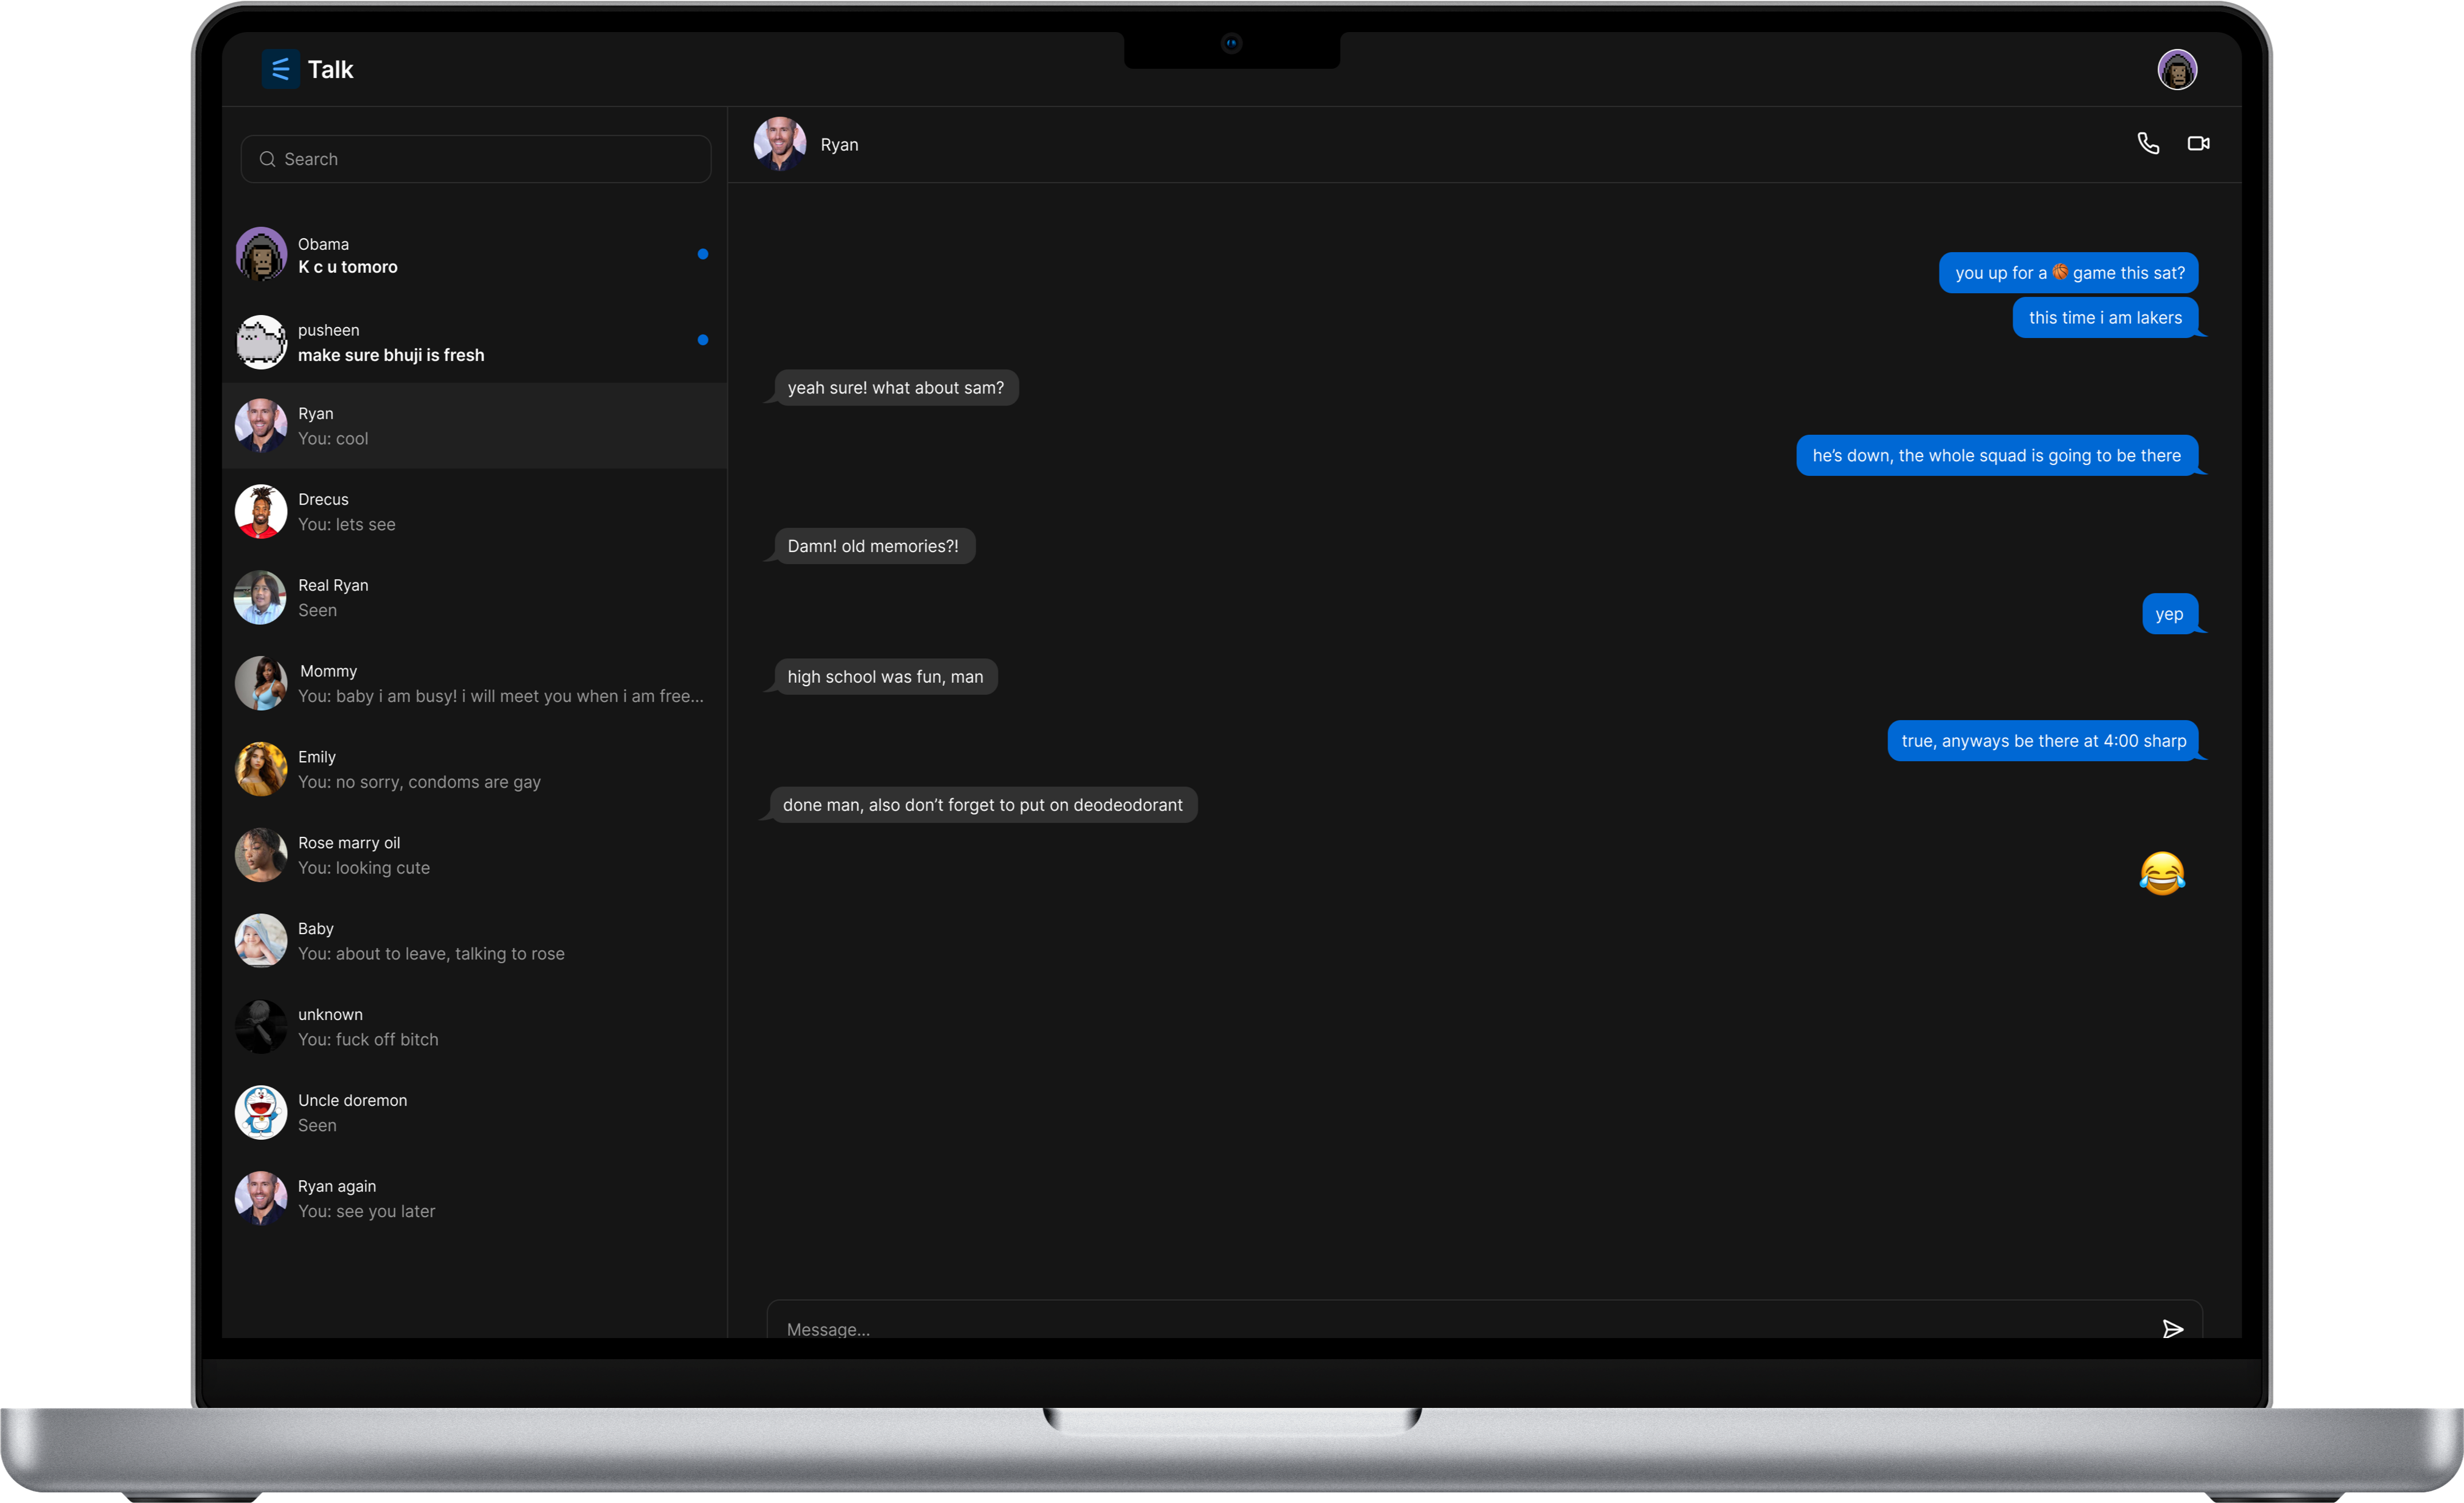 Talk
Search
Obama
K c u tomoro
pusheen
make sure bhuji is fresh
Ryan
You: cool
Drecus
You: lets see
Real Ryan
Seen
Mommy
You: baby i am busy! i will meet you when i am free...
Emily
You: no sorry, condoms are gay
Rose marry oil
You: looking cute
Baby
You: about to leave, talking to rose
unknown
You: fuck off bitch
Uncle doremon
Seen
Ryan again
You: see you later
Ryan
you up for a 🏀 game this sat?
this time i am lakers
yeah sure! what about sam?
he’s down, the whole squad is going to be there
Damn! old memories?!
yep
high school was fun, man
true, anyways be there at 4:00 sharp
done man, also don’t forget to put on deodeodorant
😂
Message...